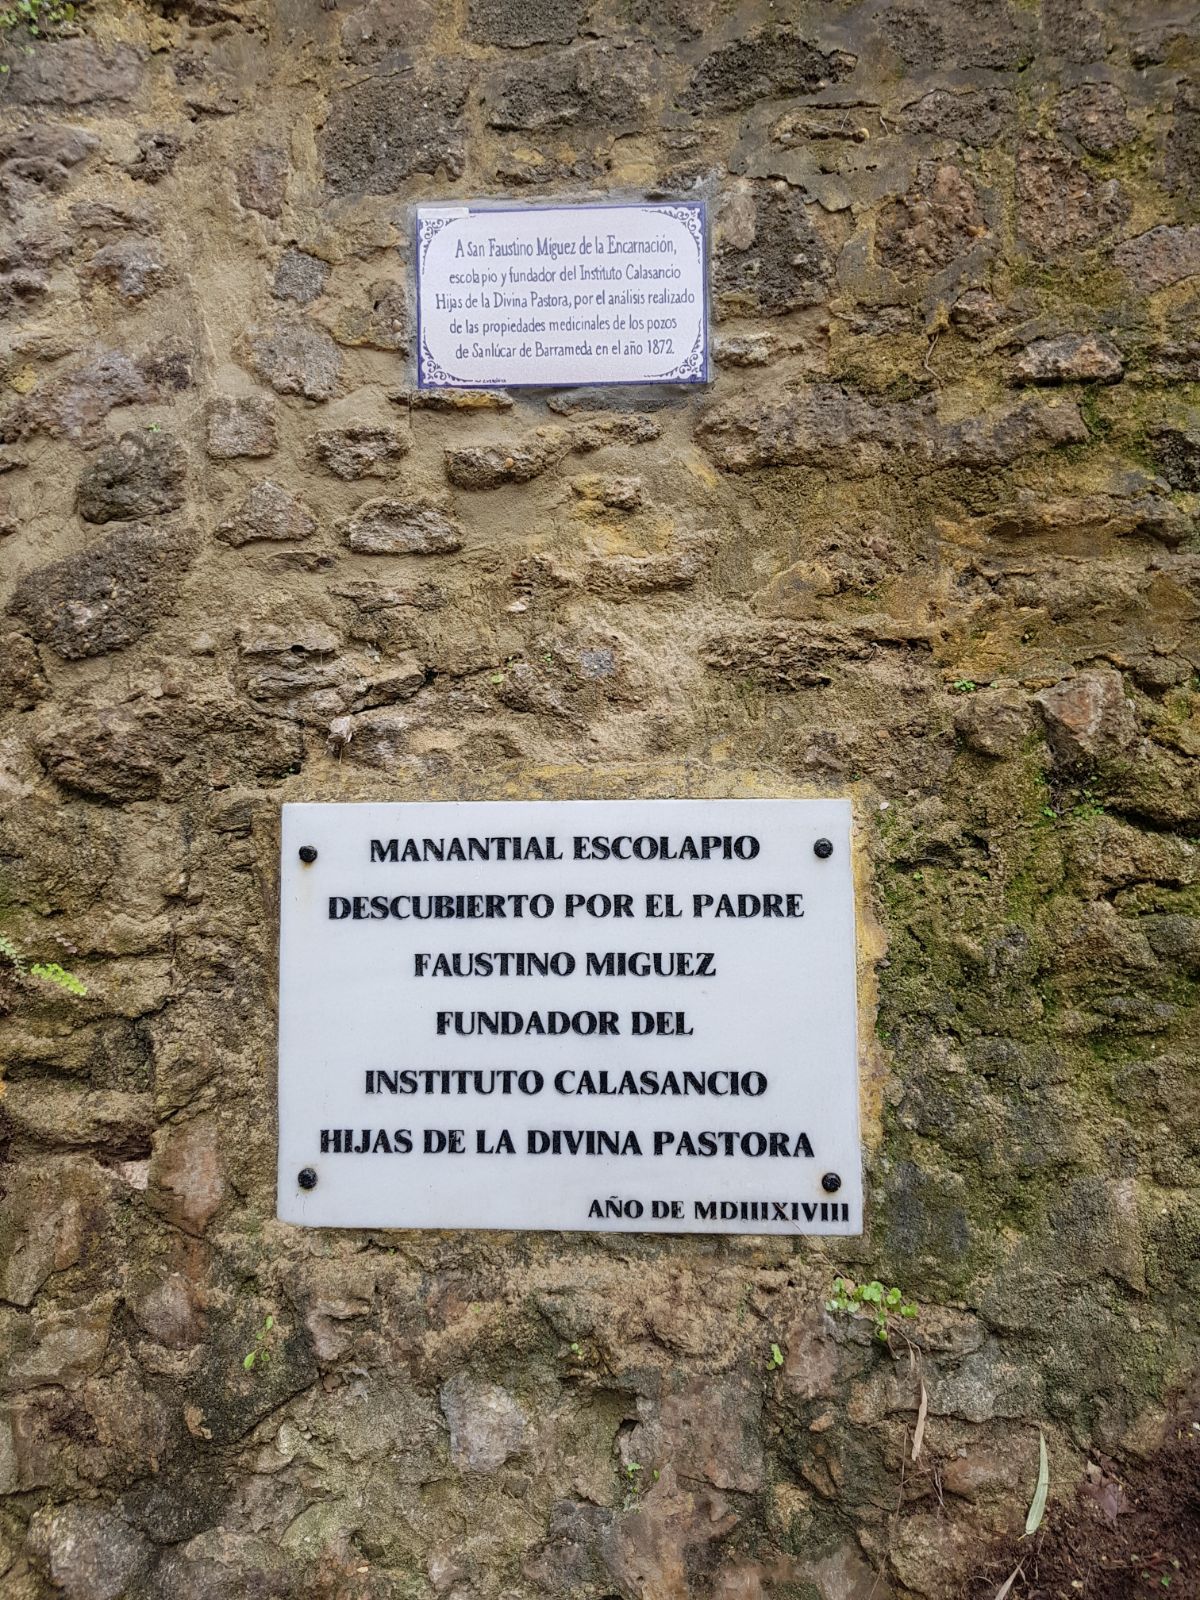 A San Faustino Míguez de la Encarnación,
escolapio y fundador del Instituto Calasancio
Hijas de la Divina Pastora, por el análisis realizado
de las propiedades medicinales de los pozos
de Sanlúcar de Barrameda en el año 1872.
MANANTIAL ESCOLAPIO
DESCUBIERTO POR EL PADRE
FAUSTINO MIGUEZ
FUNDADOR DEL
INSTITUTO CALASANCIO
HIJAS DE LA DIVINA PASTORA
AÑO DE MDIIIXIVIII